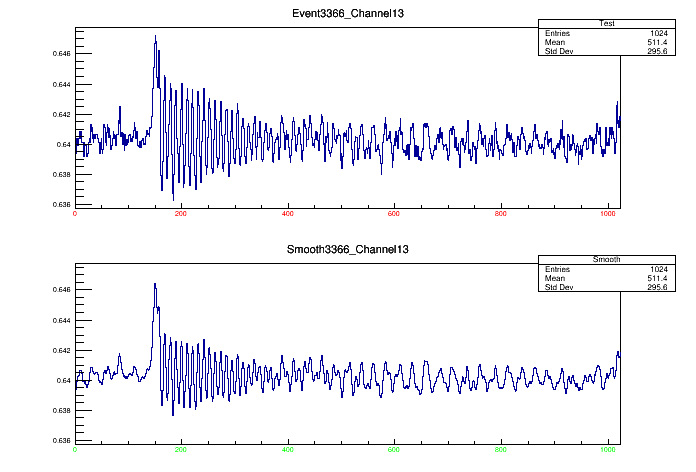 Event3366_Channel13
Test
Entries 1024
Mean 511.4
Std Dev 295.6
0.646
0.644
0.642
0.64
0.638
0.636
0 200 400 600 800 1000
Smooth3366_Channel13
Smooth
Entries 1024
Mean 511.4
Std Dev 295.6
0.646
0.644
0.642
0.64
0.638
0.636
0 200 400 600 800 1000